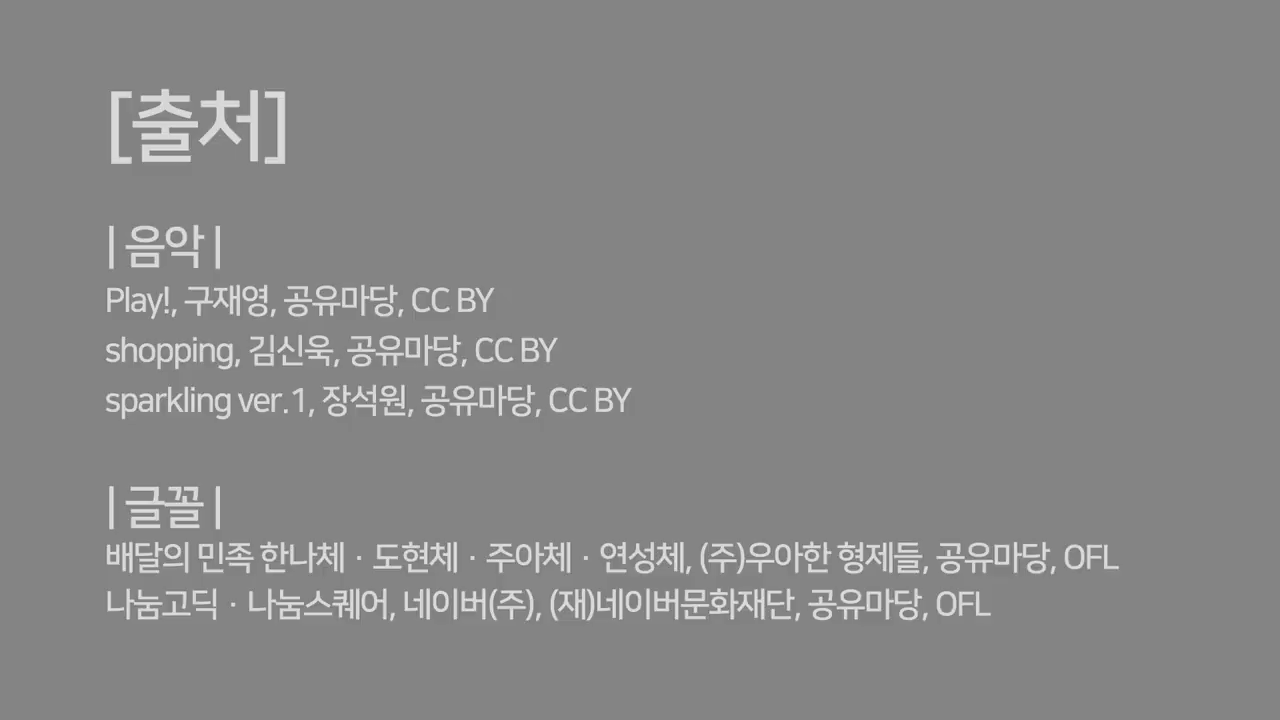 [출처]
| 음악 |
Play!, 구재영, 공유마당, CC BY
shopping, 김신욱, 공유마당, CC BY
sparkling ver.1, 장석원, 공유마당, CC BY
| 글꼴 |
배달의 민족 한나체 · 도현체 · 주아체 · 연성체, (주)우아한 형제들, 공유마당, OFL
나눔고딕 · 나눔스퀘어, 네이버(주), (재)네이버문화재단, 공유마당, OFL